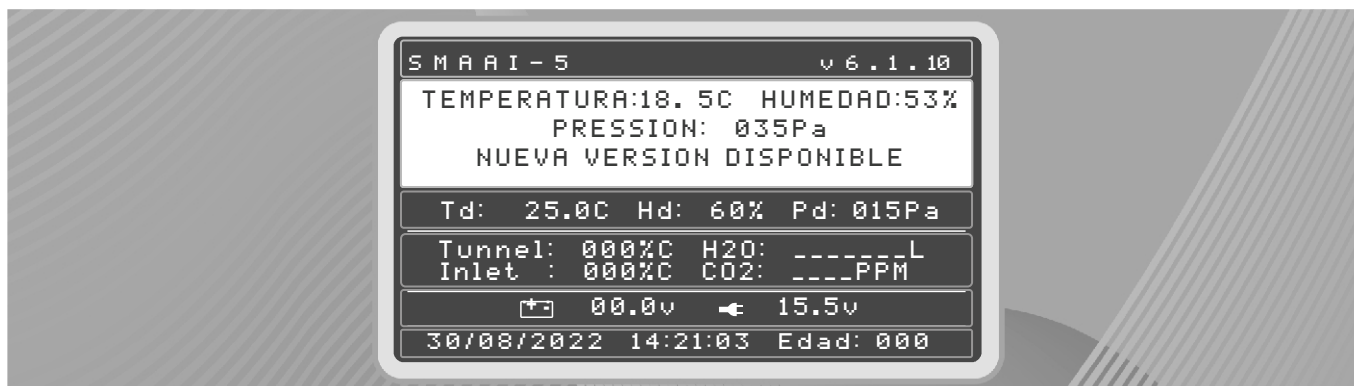 SMAAI-5 v6.1.10
TEMPERATURA:18. 5C HUMEDAD:53%
PRESSION: 035Pa
NUEVA VERSION DISPONIBLE
Td: 25.0C Hd: 60% Pd: 015Pa
Tunnel: 000%C H2O: _______L
Inlet : 000%C CO2: ____PPM
00.0v 15.5v
30/08/2022 14:21:03 Edad: 000